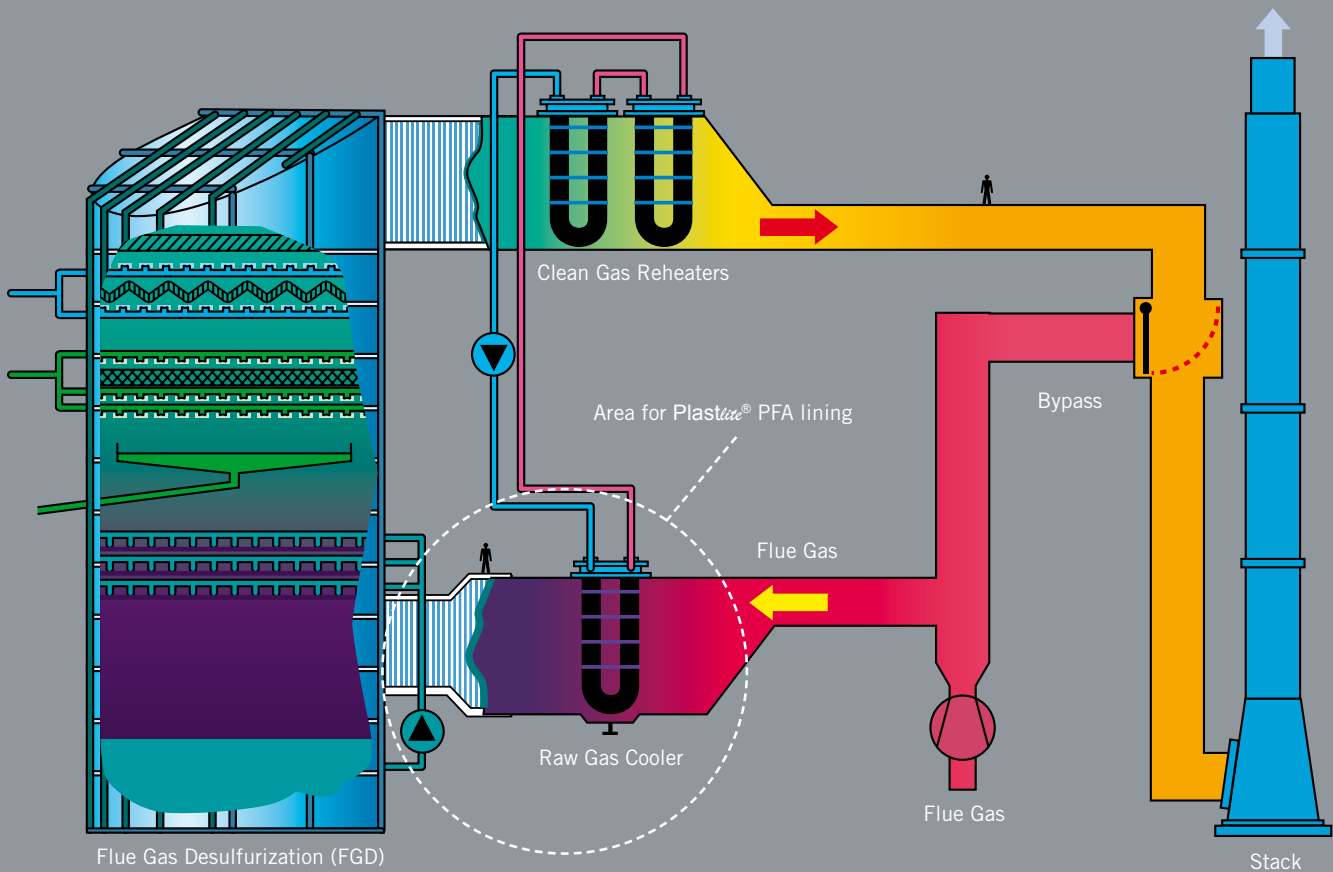 Clean Gas Reheaters
Bypass
Area for Plastlite® PFA lining
Flue Gas
Raw Gas Cooler
Flue Gas
Flue Gas Desulfurization (FGD)
Stack